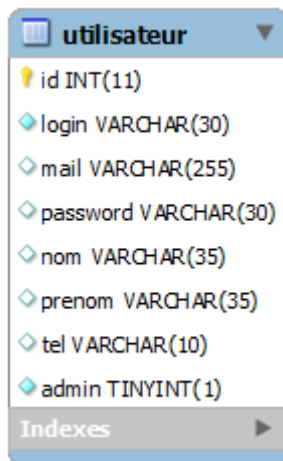 utilisateur
id INT(11)
login VARCHAR(30)
mail VARCHAR(255)
password VARCHAR(30)
nom VARCHAR(35)
prenom VARCHAR(35)
tel VARCHAR(10)
admin TINYINT(1)
Indexes